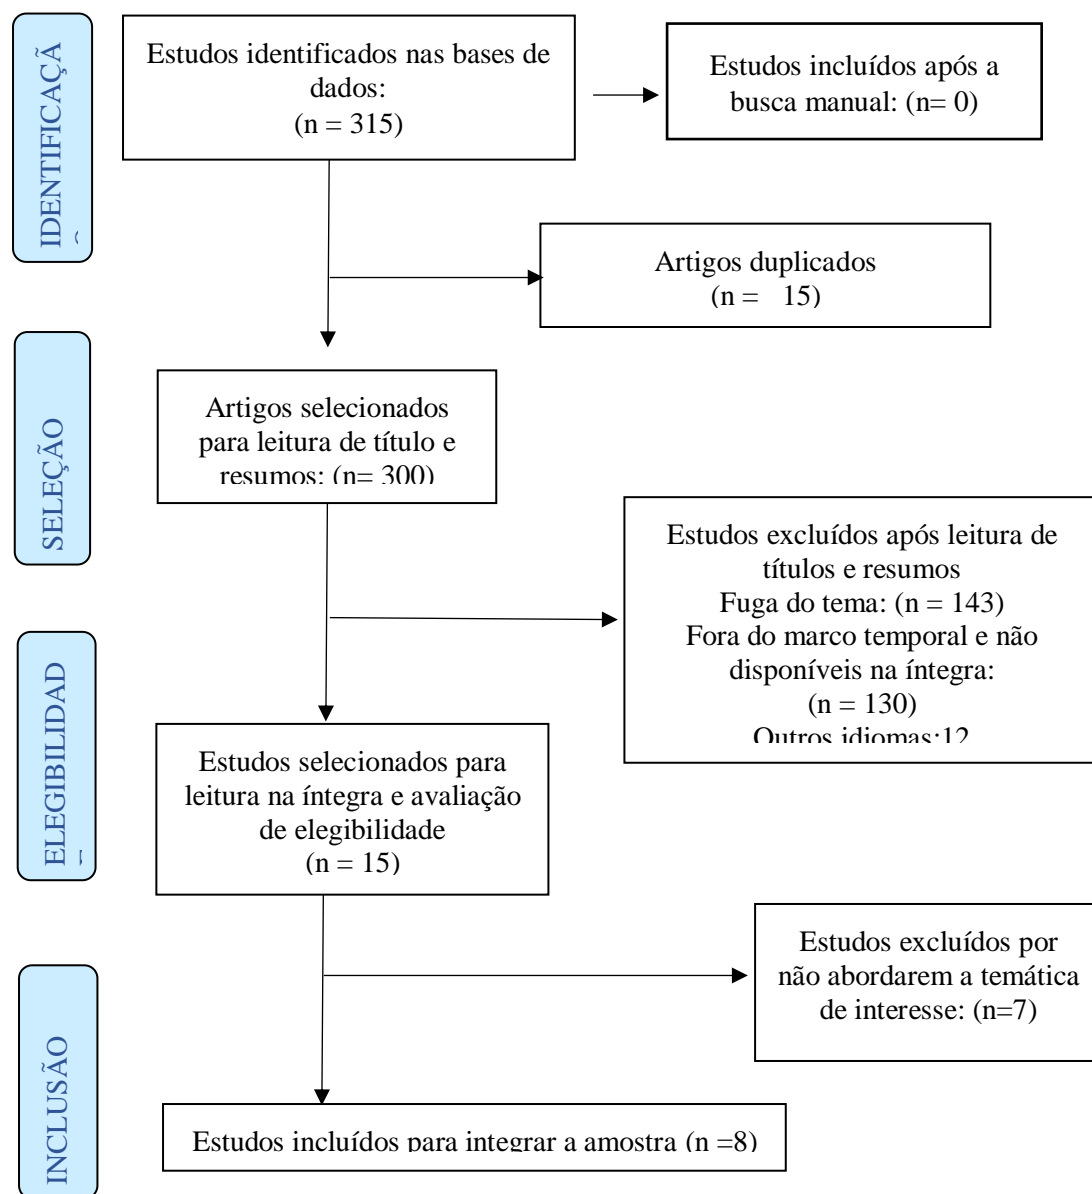 IDENTIFICAÇÃ
Estudos identificados nas bases de
dados:
(n = 315)
Estudos incluídos após a
busca manual: (n= 0)
Artigos duplicados
(n =   15)
SELEÇÃO
Artigos selecionados
para leitura de título e
resumos: (n= 300)
Estudos excluídos após leitura de
títulos e resumos
Fuga do tema: (n = 143)
Fora do marco temporal e não
disponíveis na íntegra:
(n = 130)
Outros idiomas:12
ELEGIBILIDAD
Estudos selecionados para
leitura na íntegra e avaliação
de elegibilidade
(n = 15)
Estudos excluídos por
não abordarem a temática
de interesse: (n=7)
INCLUSÃO
Estudos incluídos para integrar a amostra (n =8)